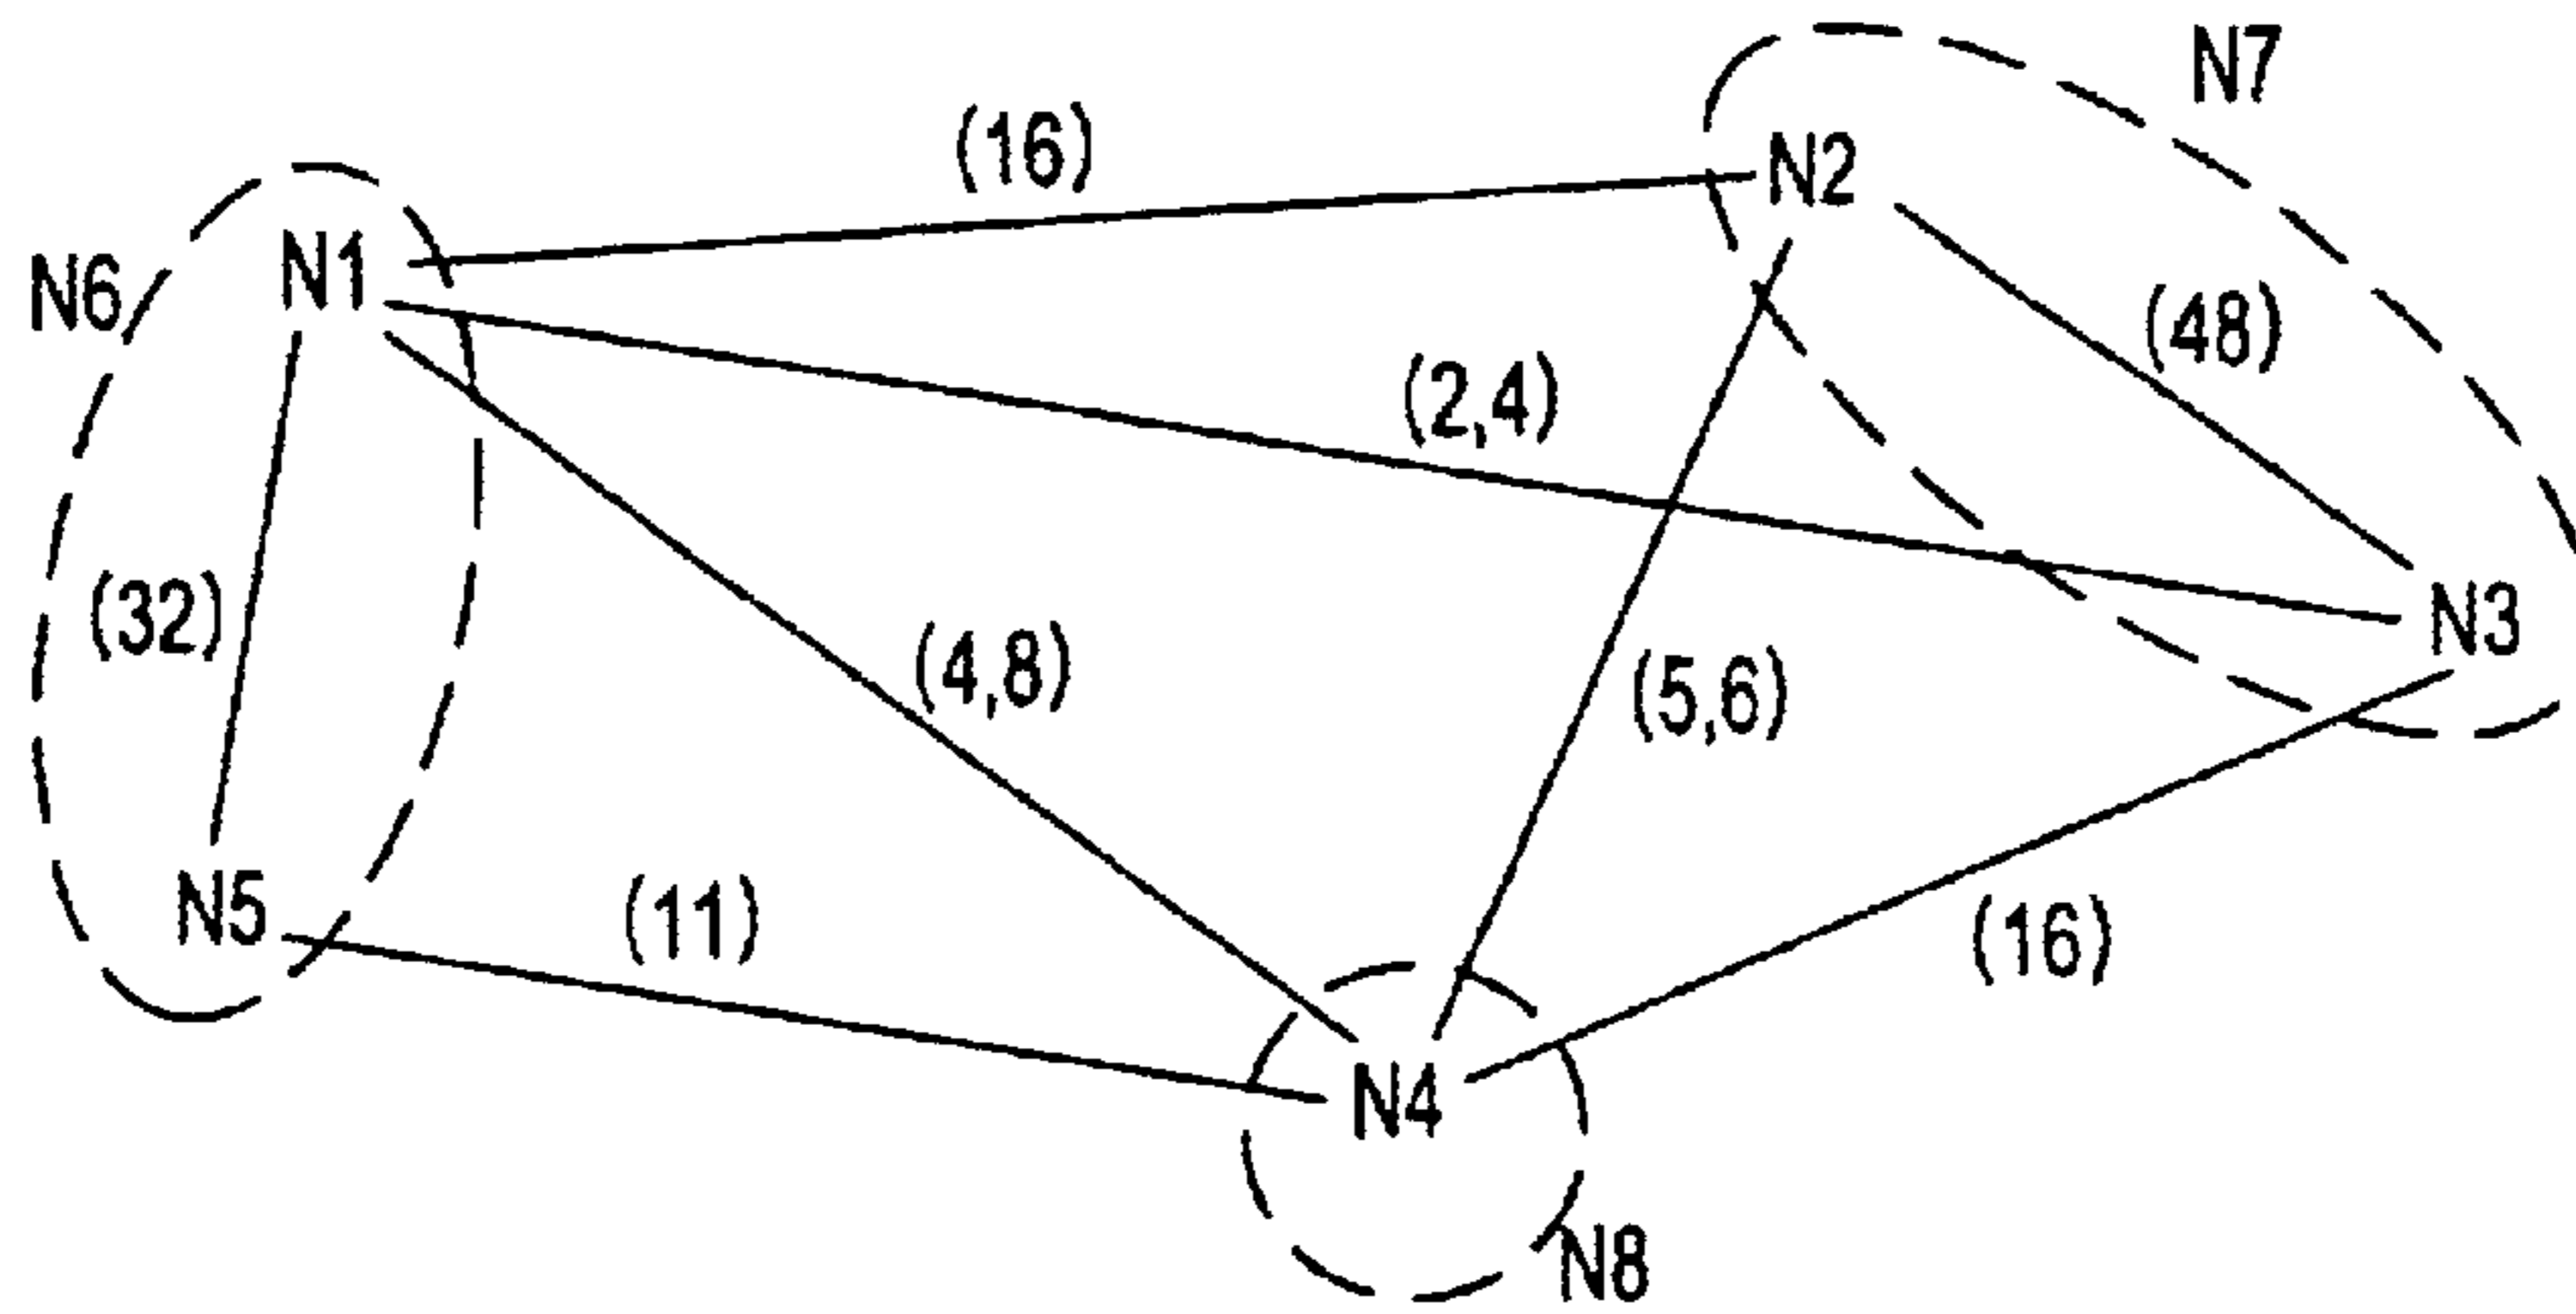 N7
(16)
N2
N1
N6
(48)
(2,4)
(32)
N3
(4,8)
(5,6)
N5
(11)
(16)
N4
N8